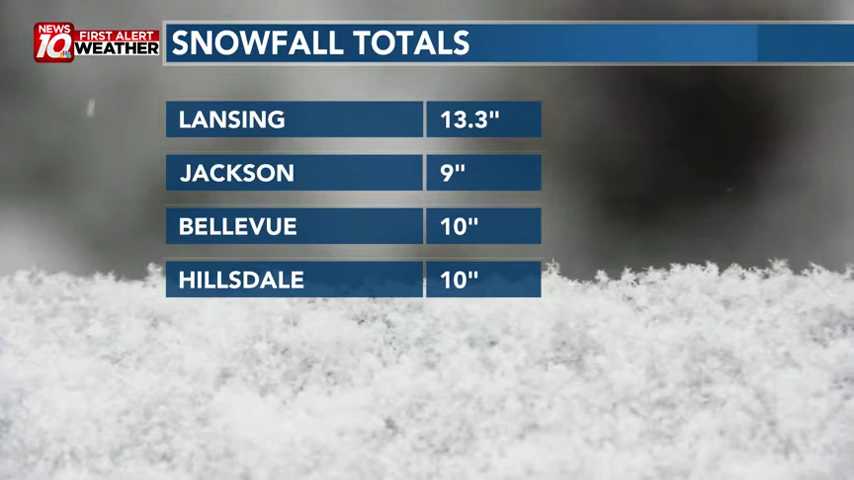 NEWS
10
FIRST ALERT
WEATHER
SNOWFALL TOTALS
LANSING 13.3"
JACKSON 9"
BELLEVUE 10"
HILLSDALE 10"